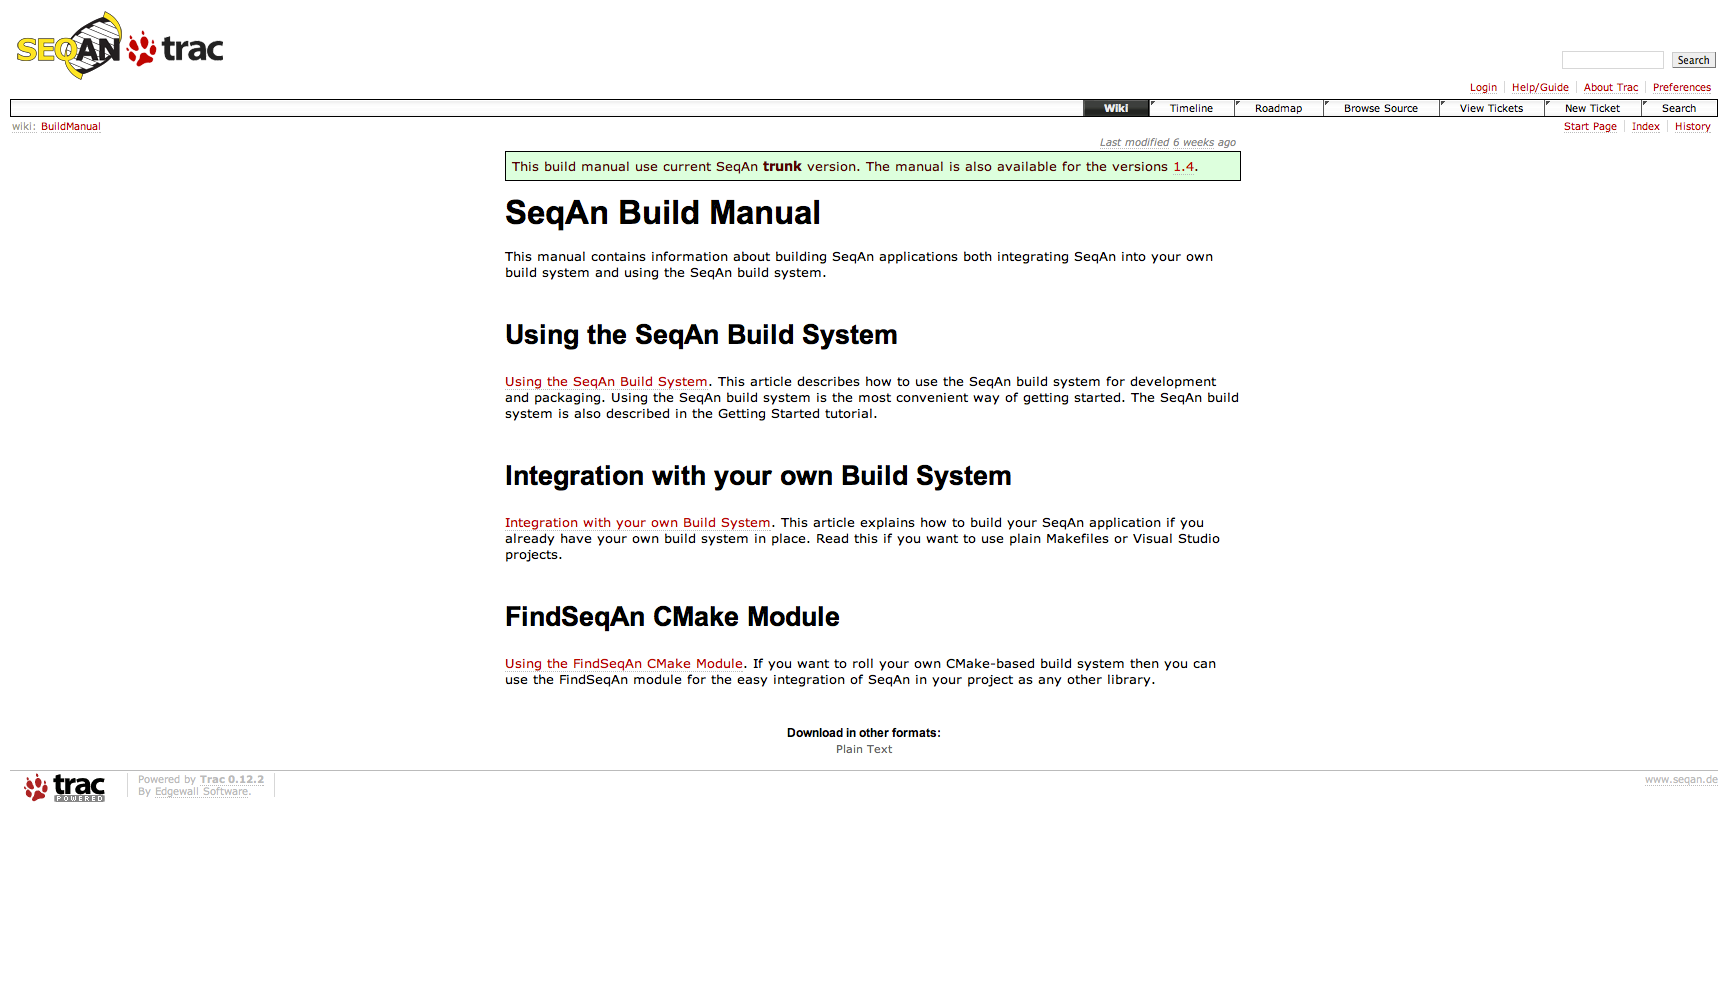 SEQAN trac
Search
Login Help/Guide About Trac Preferences
Wiki Timeline Roadmap Browse Source View Tickets New Ticket Search
wiki: BuildManual
Start Page Index History
Last modified 6 weeks ago
This build manual use current SeqAn trunk version. The manual is also available for the versions 1.4.
SeqAn Build Manual
This manual contains information about building SeqAn applications both integrating SeqAn into your own
build system and using the SeqAn build system.
Using the SeqAn Build System
Using the SeqAn Build System. This article describes how to use the SeqAn build system for development
and packaging. Using the SeqAn build system is the most convenient way of getting started. The SeqAn build
system is also described in the Getting Started tutorial.
Integration with your own Build System
Integration with your own Build System. This article explains how to build your SeqAn application if you
already have your own build system in place. Read this if you want to use plain Makefiles or Visual Studio
projects.
FindSeqAn CMake Module
Using the FindSeqAn CMake Module. If you want to roll your own CMake-based build system then you can
use the FindSeqAn module for the easy integration of SeqAn in your project as any other library.
Download in other formats:
Plain Text
trac
POWERED
Powered by Trac 0.12.2
By Edgewall Software.
www.seqan.de